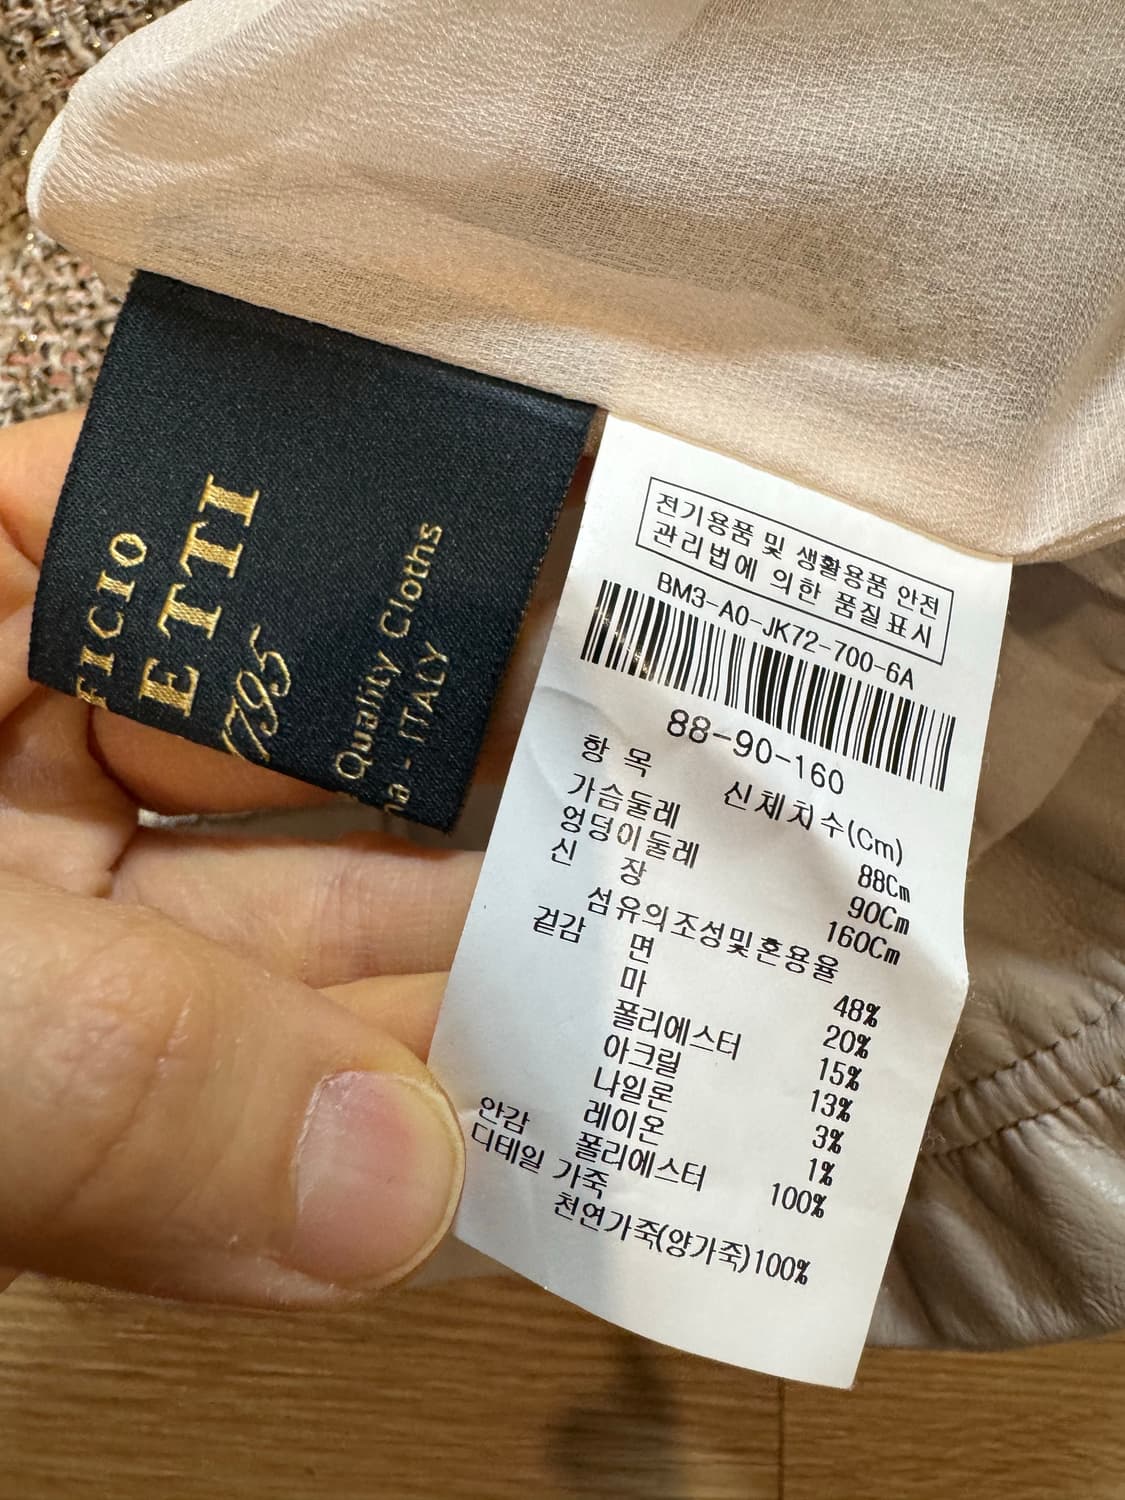 FICIO
ETTI
1795
Quality Cloths
na - ITALY
전기용품 및 생활용품 안전
관리법에 의한 품질표시
BM3-A0-JK72-700-6A
88-90-160
항 목 신체치수(Cm)
가슴둘레 88Cm
엉덩이둘레 90Cm
신 장 160Cm
섬유의조성및혼용율
겉감 면 48%
마 20%
폴리에스터 15%
아크릴 13%
나일론 3%
레이온 1%
안감 폴리에스터 100%
디테일 가죽
천연가죽(양가죽)100%